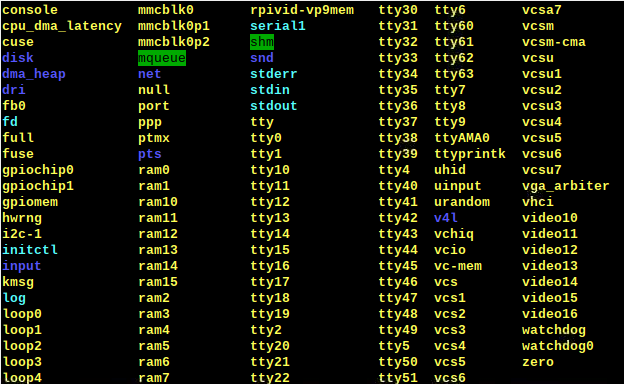 console mmcblk0 rpivid-vp9mem tty30 tty6 vcsa7
cpu_dma_latency mmcblk0p1 serial1 tty31 tty60 vcsm
cuse mmcblk0p2 shm tty32 tty61 vcsm-cma
disk mqueue snd tty33 tty62 vcsu
dma_heap net stderr tty34 tty63 vcsu1
dri null stdin tty35 tty7 vcsu2
fb0 port stdout tty36 tty8 vcsu3
fd ppp tty tty37 tty9 vcsu4
full ptmx tty0 tty38 ttyAMA0 vcsu5
fuse pts tty1 tty39 ttyprintk vcsu6
gpiochip0 ram0 tty10 tty4 uhid vcsu7
gpiochip1 ram1 tty11 tty40 uinput vga_arbiter
gpiomem ram10 tty12 tty41 urandom vhci
hwrng ram11 tty13 tty42 v4l video10
i2c-1 ram12 tty14 tty43 vchiq video11
initctl ram13 tty15 tty44 vcio video12
input ram14 tty16 tty45 vc-mem video13
kmsg ram15 tty17 tty46 vcs video14
log ram2 tty18 tty47 vcs1 video15
loop0 ram3 tty19 tty48 vcs2 video16
loop1 ram4 tty2 tty49 vcs3 watchdog
loop2 ram5 tty20 tty5 vcs4 watchdog0
loop3 ram6 tty21 tty50 vcs5 zero
loop4 ram7 tty22 tty51 vcs6